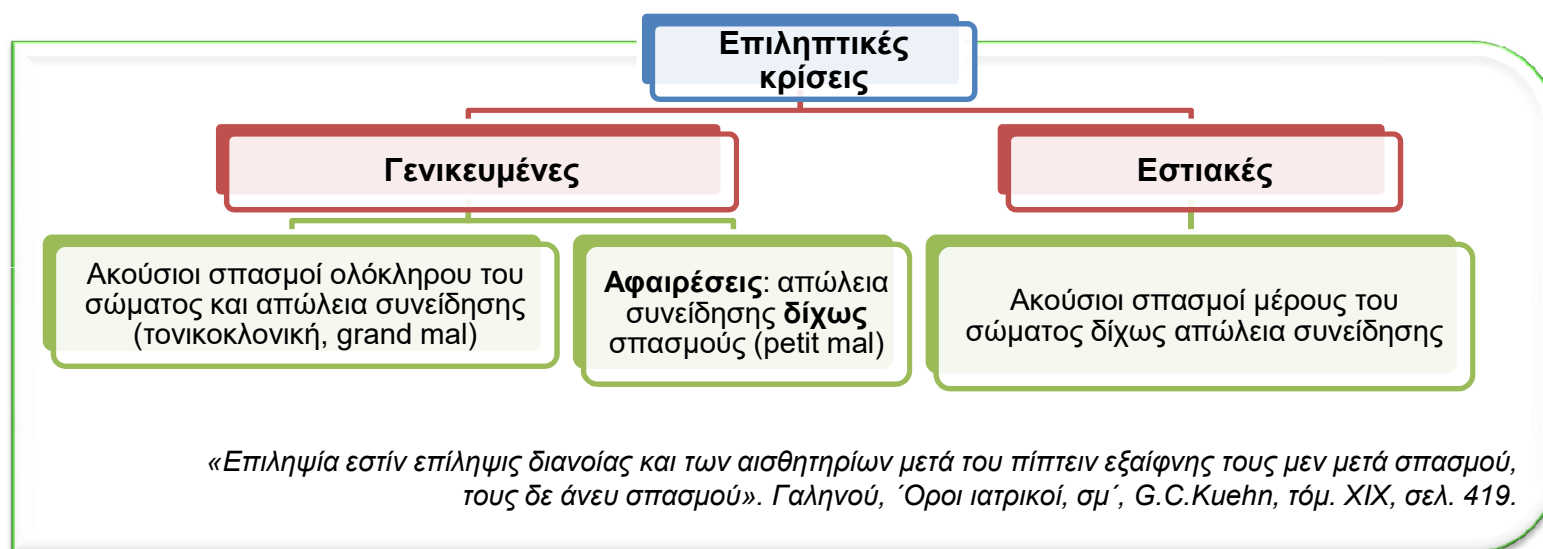 Επιληπτικές
κρίσεις
Γενικευμένες
Εστιακές
Ακούσιοι σπασμοί ολόκληρου του
σώματος και απώλεια συνείδησης
(τονικοκλονική, grand mal)
Αφαιρέσεις: απώλεια
συνείδησης δίχως
σπασμούς (petit mal)
Ακούσιοι σπασμοί μέρους του
σώματος δίχως απώλεια συνείδησης
«Επιληψία εστίν επίληψις διανοίας και των αισθητηρίων μετά του πίπτειν εξαίφνης τους μεν μετά σπασμού,
τους δε άνευ σπασμού». Γαληνού, ΄Οροι ιατρικοί, σμ΄, G.C.Kuehn, τόμ. XIX, σελ. 419.